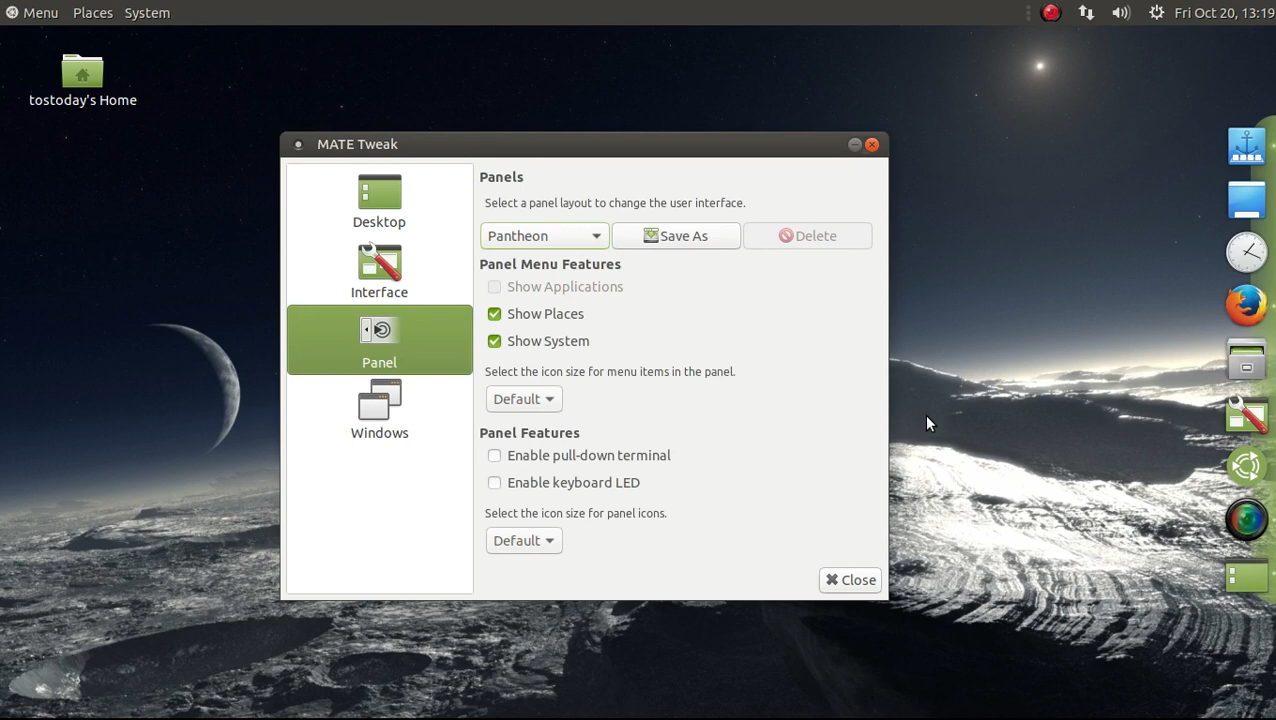 Menu Places System
Fri Oct 20, 13:19
tostoday's Home
MATE Tweak
Desktop
Interface
Panel
Windows
Panels
Select a panel layout to change the user interface.
Pantheon Save As Delete
Panel Menu Features
Show Applications
Show Places
Show System
Select the icon size for menu items in the panel.
Default
Panel Features
Enable pull-down terminal
Enable keyboard LED
Select the icon size for panel icons.
Default
Close